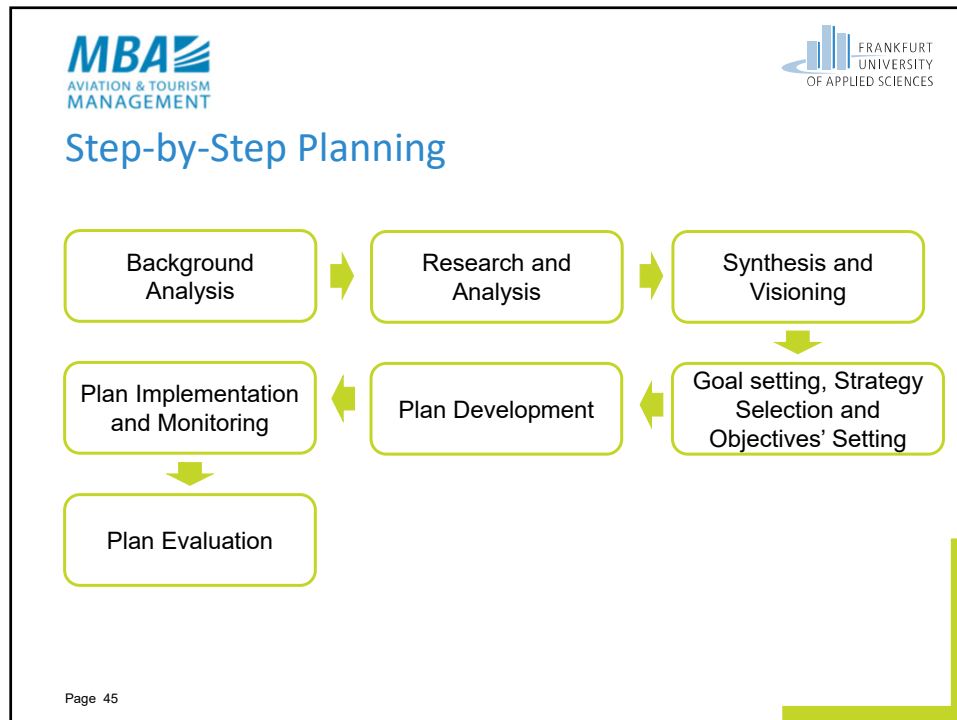 MBA
AVIATION & TOURISM
MANAGEMENT
FRANKFURT
UNIVERSITY
OF APPLIED SCIENCES
Step-by-Step Planning
Background
Analysis
Research and
Analysis
Synthesis and
Visioning
Goal setting, Strategy
Selection and
Objectives’ Setting
Plan Development
Plan Implementation
and Monitoring
Plan Evaluation
Page 45